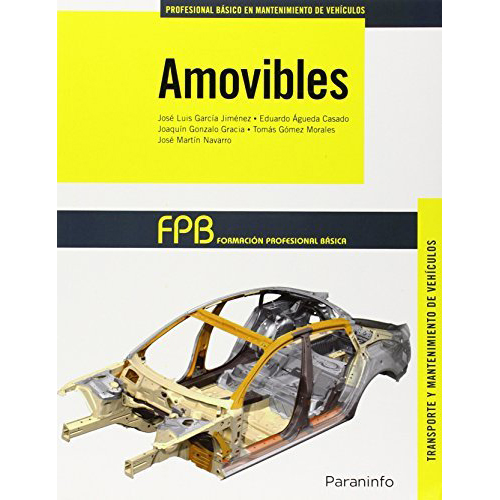 PROFESIONAL BÁSICO EN MANTENIMIENTO DE VEHÍCULOS
Amovibles
José Luis García Jiménez • Eduardo Águeda Casado
Joaquín Gonzalo Gracia • Tomás Gómez Morales
José Martín Navarro
FPB FORMACIÓN PROFESIONAL BÁSICA
TRANSPORTE Y MANTENIMIENTO DE VEHÍCULOS
Paraninfo